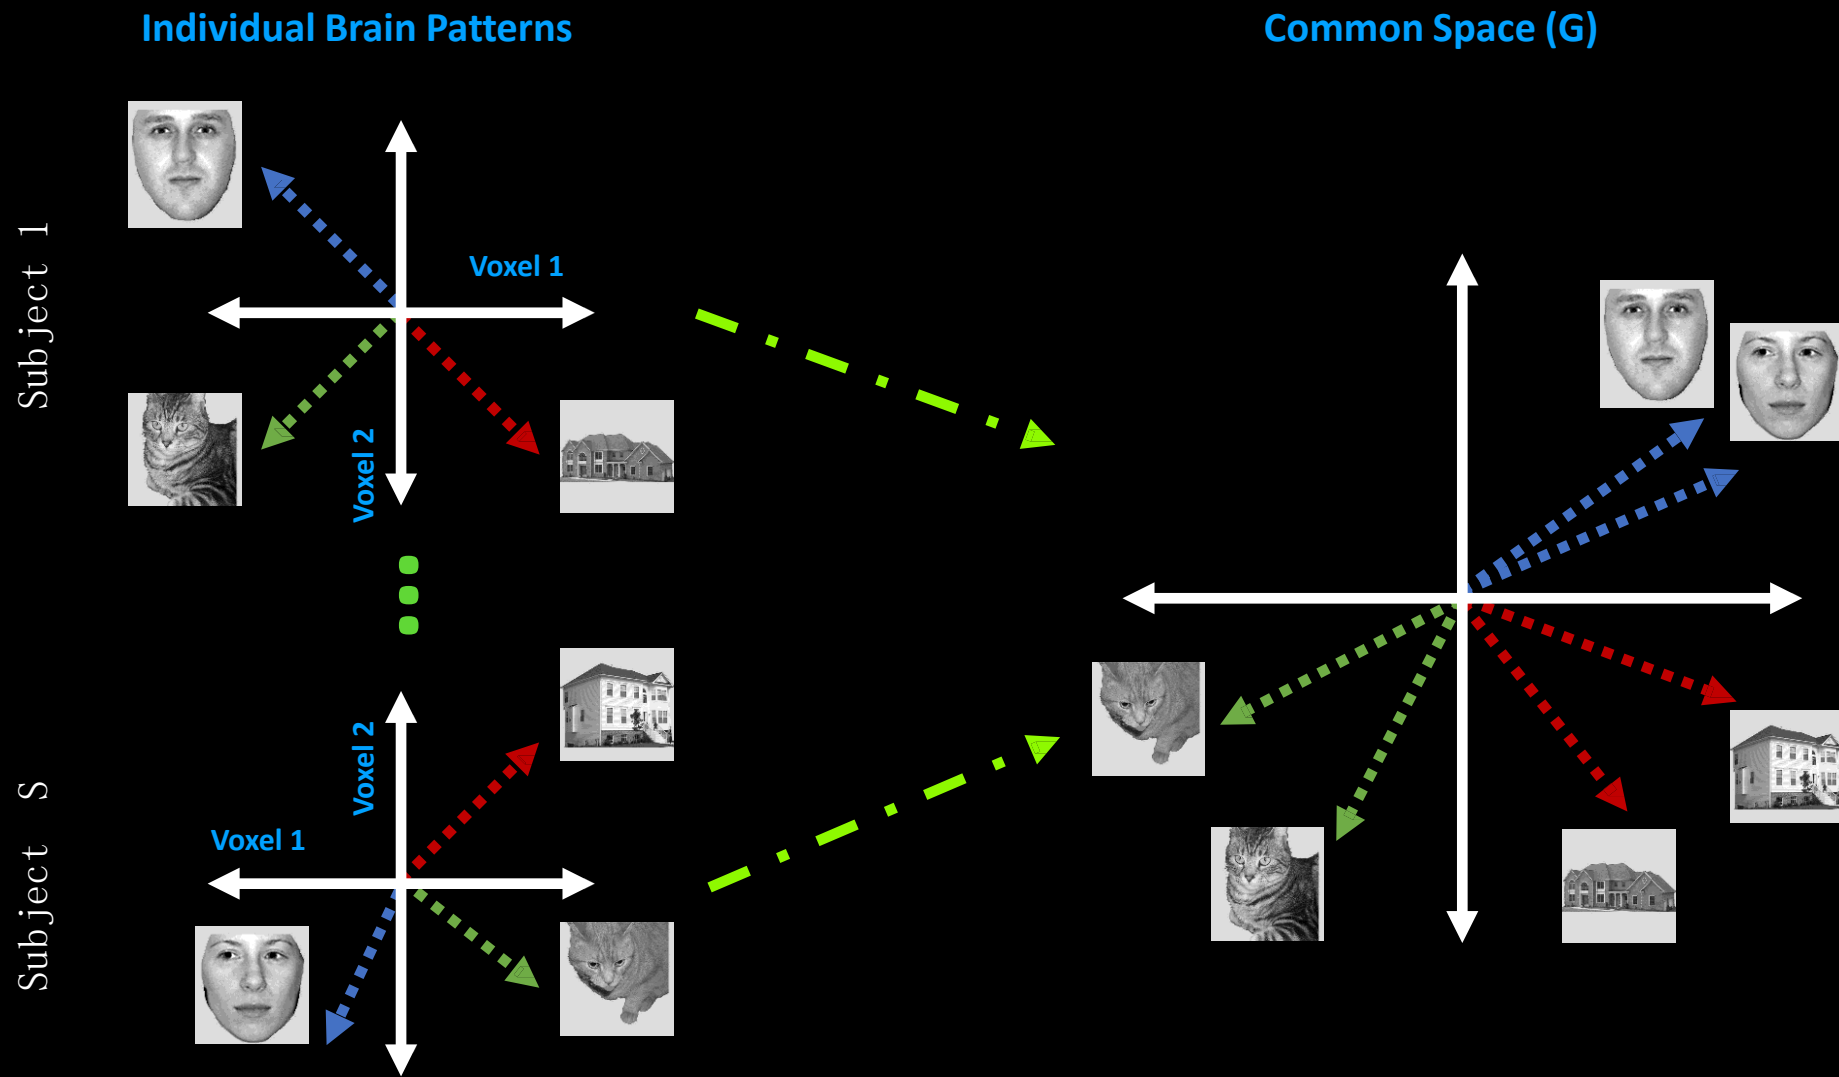 Individual Brain Patterns
Common Space (G)
Subject 1
Voxel 1
Voxel 2
Subject S
Voxel 2
Voxel 1